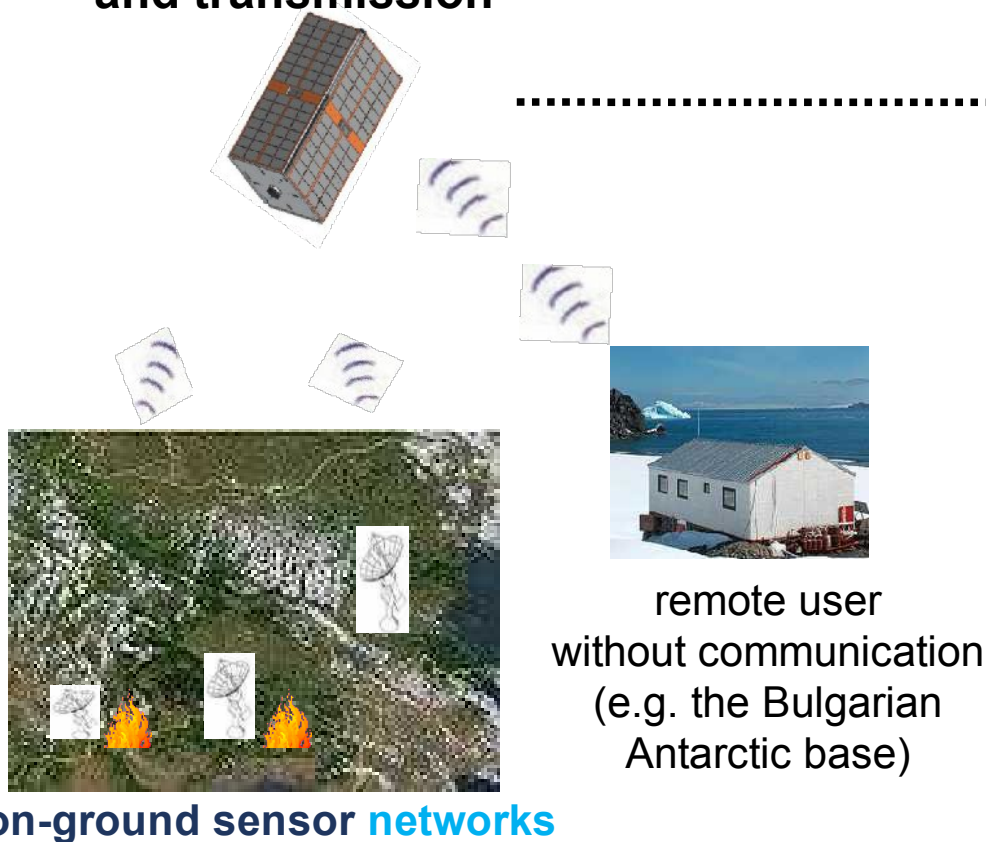 and transmission
remote user
without communication
(e.g. the Bulgarian
Antarctic base)
on-ground sensor networks